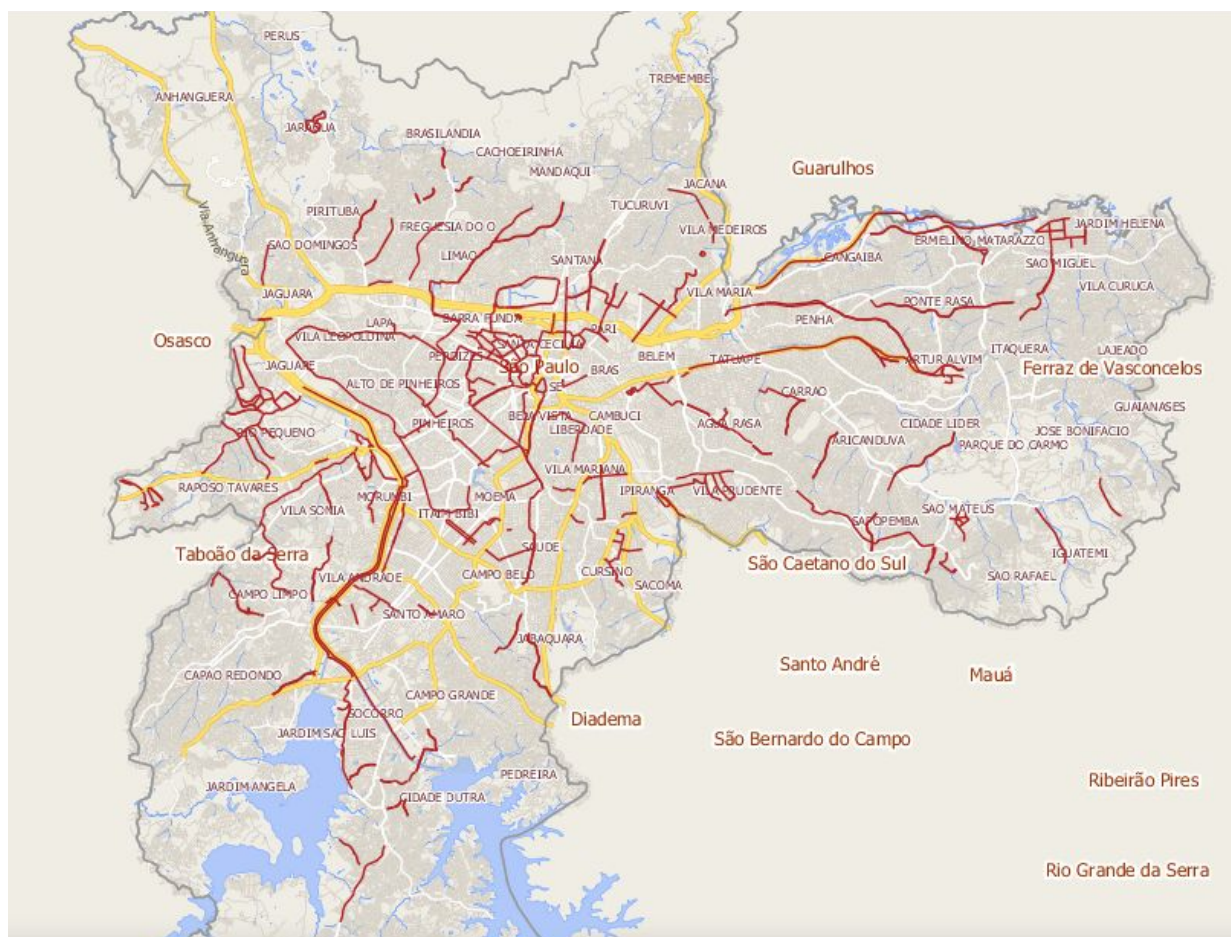 PERUS
TREMEMBE
ANHANGUERA
JARAGUA
BRASILANDIA
CACHOEIRINHA
MANDAQUI
Guarulhos
JACANA
TUCURUVI
PIRITUBA
FREGUESIA DO O
VILA MEDEIROS
JARDIM HELENA
ERMELINO MATARAZZO
Via Anhanguera
SAO DOMINGOS
LIMAO
SANTANA
CANGAIBA
SAO MIGUEL
VILA CURUCA
JAGUARA
VILA MARIA
PONTE RASA
BARRA FUNDA
LAPA
PENHA
VILA LEOPOLDINA
PARI
Osasco
SANTA CECILIA
PERDIZES
BELEM
TATUAPE
ARTUR ALVIM
ITAQUERA
LAJEADO
JAGUARE
São Paulo
BRAS
Ferraz de Vasconcelos
ALTO DE PINHEIROS
SE
CARRAO
GUAIANASES
BELA VISTA
CAMBUCI
PINHEIROS
LIBERDADE
AGUA RASA
CIDADE LIDER
JOSE BONIFACIO
RIO PEQUENO
ARICANDUVA
PARQUE DO CARMO
VILA MARIANA
RAPOSO TAVARES
MORUMBI
MOEMA
IPIRANGA
VILA PRUDENTE
VILA SONIA
ITAIM BIBI
SAO MATEUS
SAPOPEMBA
Taboão da Serra
SAUDE
IGUATEMI
São Caetano do Sul
VILA ANDRADE
CAMPO BELO
CURSINO
SAO RAFAEL
SACOMA
CAMPO LIMPO
SANTO AMARO
JABAQUARA
Santo André
CAPAO REDONDO
Mauá
CAMPO GRANDE
SOCORRO
Diadema
JARDIM SAO LUIS
São Bernardo do Campo
PEDREIRA
Ribeirão Pires
JARDIM ANGELA
CIDADE DUTRA
Rio Grande da Serra